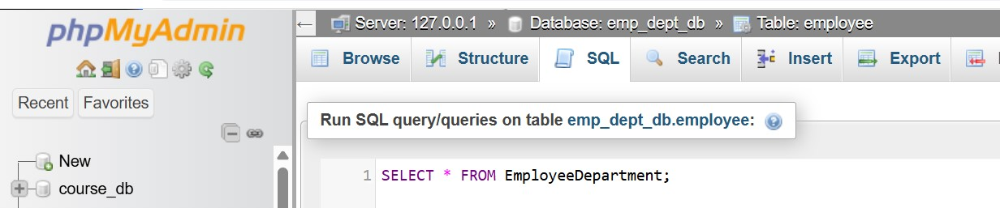 phpMyAdmin
Recent Favorites
New
course_db
Server: 127.0.0.1 » Database: emp_dept_db » Table: employee
Browse Structure SQL Search Insert Export
Run SQL query/queries on table emp_dept_db.employee:
1 SELECT * FROM EmployeeDepartment;